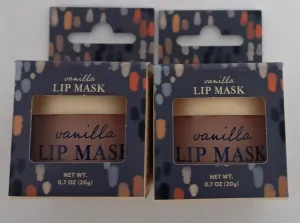 vanilla
LIP MASK
vanilla
LIP MASK
NET WT.
0.7 OZ (20g)
vanilla
LIP MASK
vanilla
LIP MASK
NET WT.
0.7 OZ (20g)